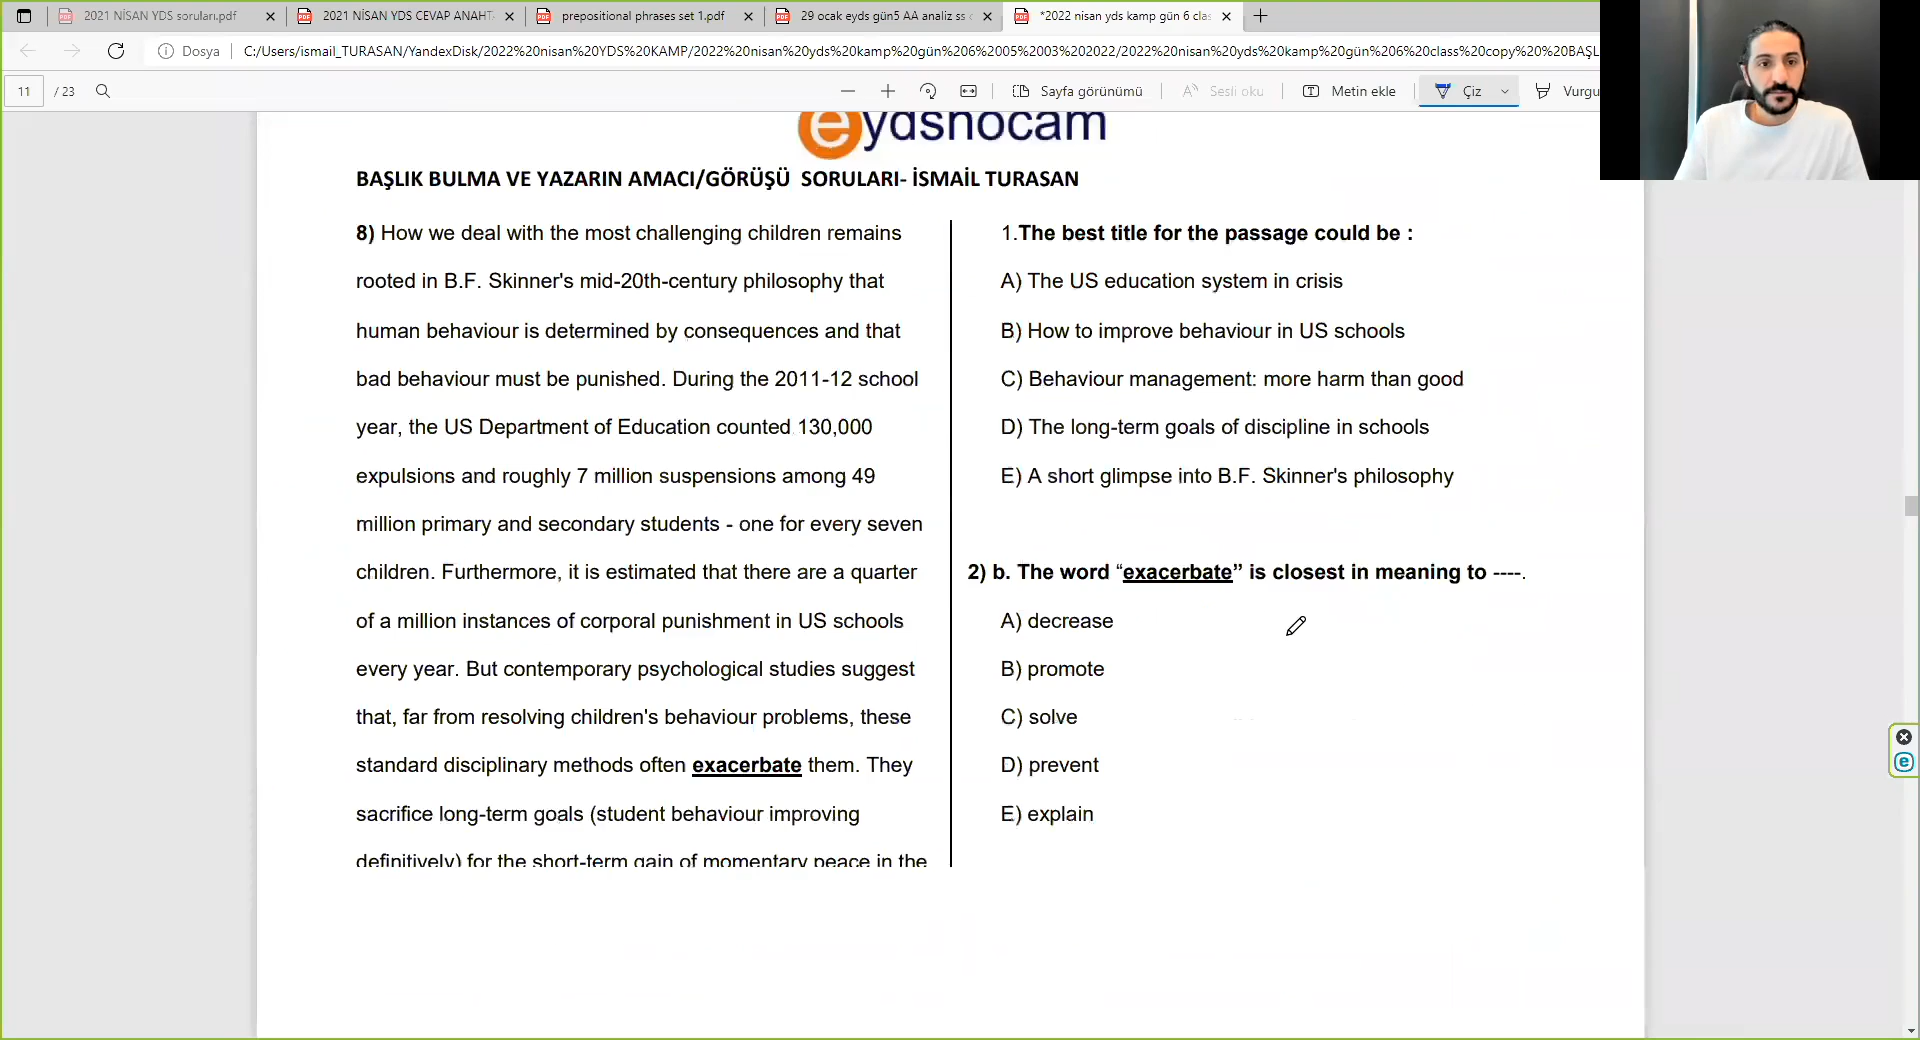 2021 NİSAN YDS soruları.pdf
2021 NİSAN YDS CEVAP ANAHT
prepositional phrases set 1.pdf
29 ocak eyds gün5 AA analiz ss
*2022 nisan yds kamp gün 6 clas
Dosya
C:/Users/ismail_TURASAN/YandexDisk/2022%20nisan%20YDS%20KAMP/2022%20nisan%20yds%20kamp%20gün%206%2005%2003%202022/2022%20nisan%20yds%20kamp%20gün%206%20class%20copy%20%20BAŞL
11 / 23
Sayfa görünümü
Sesli oku
Metin ekle
Çiz
Vurgu
eydshocam
BAŞLIK BULMA VE YAZARIN AMACI/GÖRÜŞÜ SORULARI- İSMAİL TURASAN
8) How we deal with the most challenging children remains
rooted in B.F. Skinner's mid-20th-century philosophy that
human behaviour is determined by consequences and that
bad behaviour must be punished. During the 2011-12 school
year, the US Department of Education counted 130,000
expulsions and roughly 7 million suspensions among 49
million primary and secondary students - one for every seven
children. Furthermore, it is estimated that there are a quarter
of a million instances of corporal punishment in US schools
every year. But contemporary psychological studies suggest
that, far from resolving children's behaviour problems, these
standard disciplinary methods often exacerbate them. They
sacrifice long-term goals (student behaviour improving
definitively) for the short-term gain of momentary peace in the
1.The best title for the passage could be :
A) The US education system in crisis
B) How to improve behaviour in US schools
C) Behaviour management: more harm than good
D) The long-term goals of discipline in schools
E) A short glimpse into B.F. Skinner's philosophy
2) b. The word “exacerbate” is closest in meaning to ----.
A) decrease
B) promote
C) solve
D) prevent
E) explain